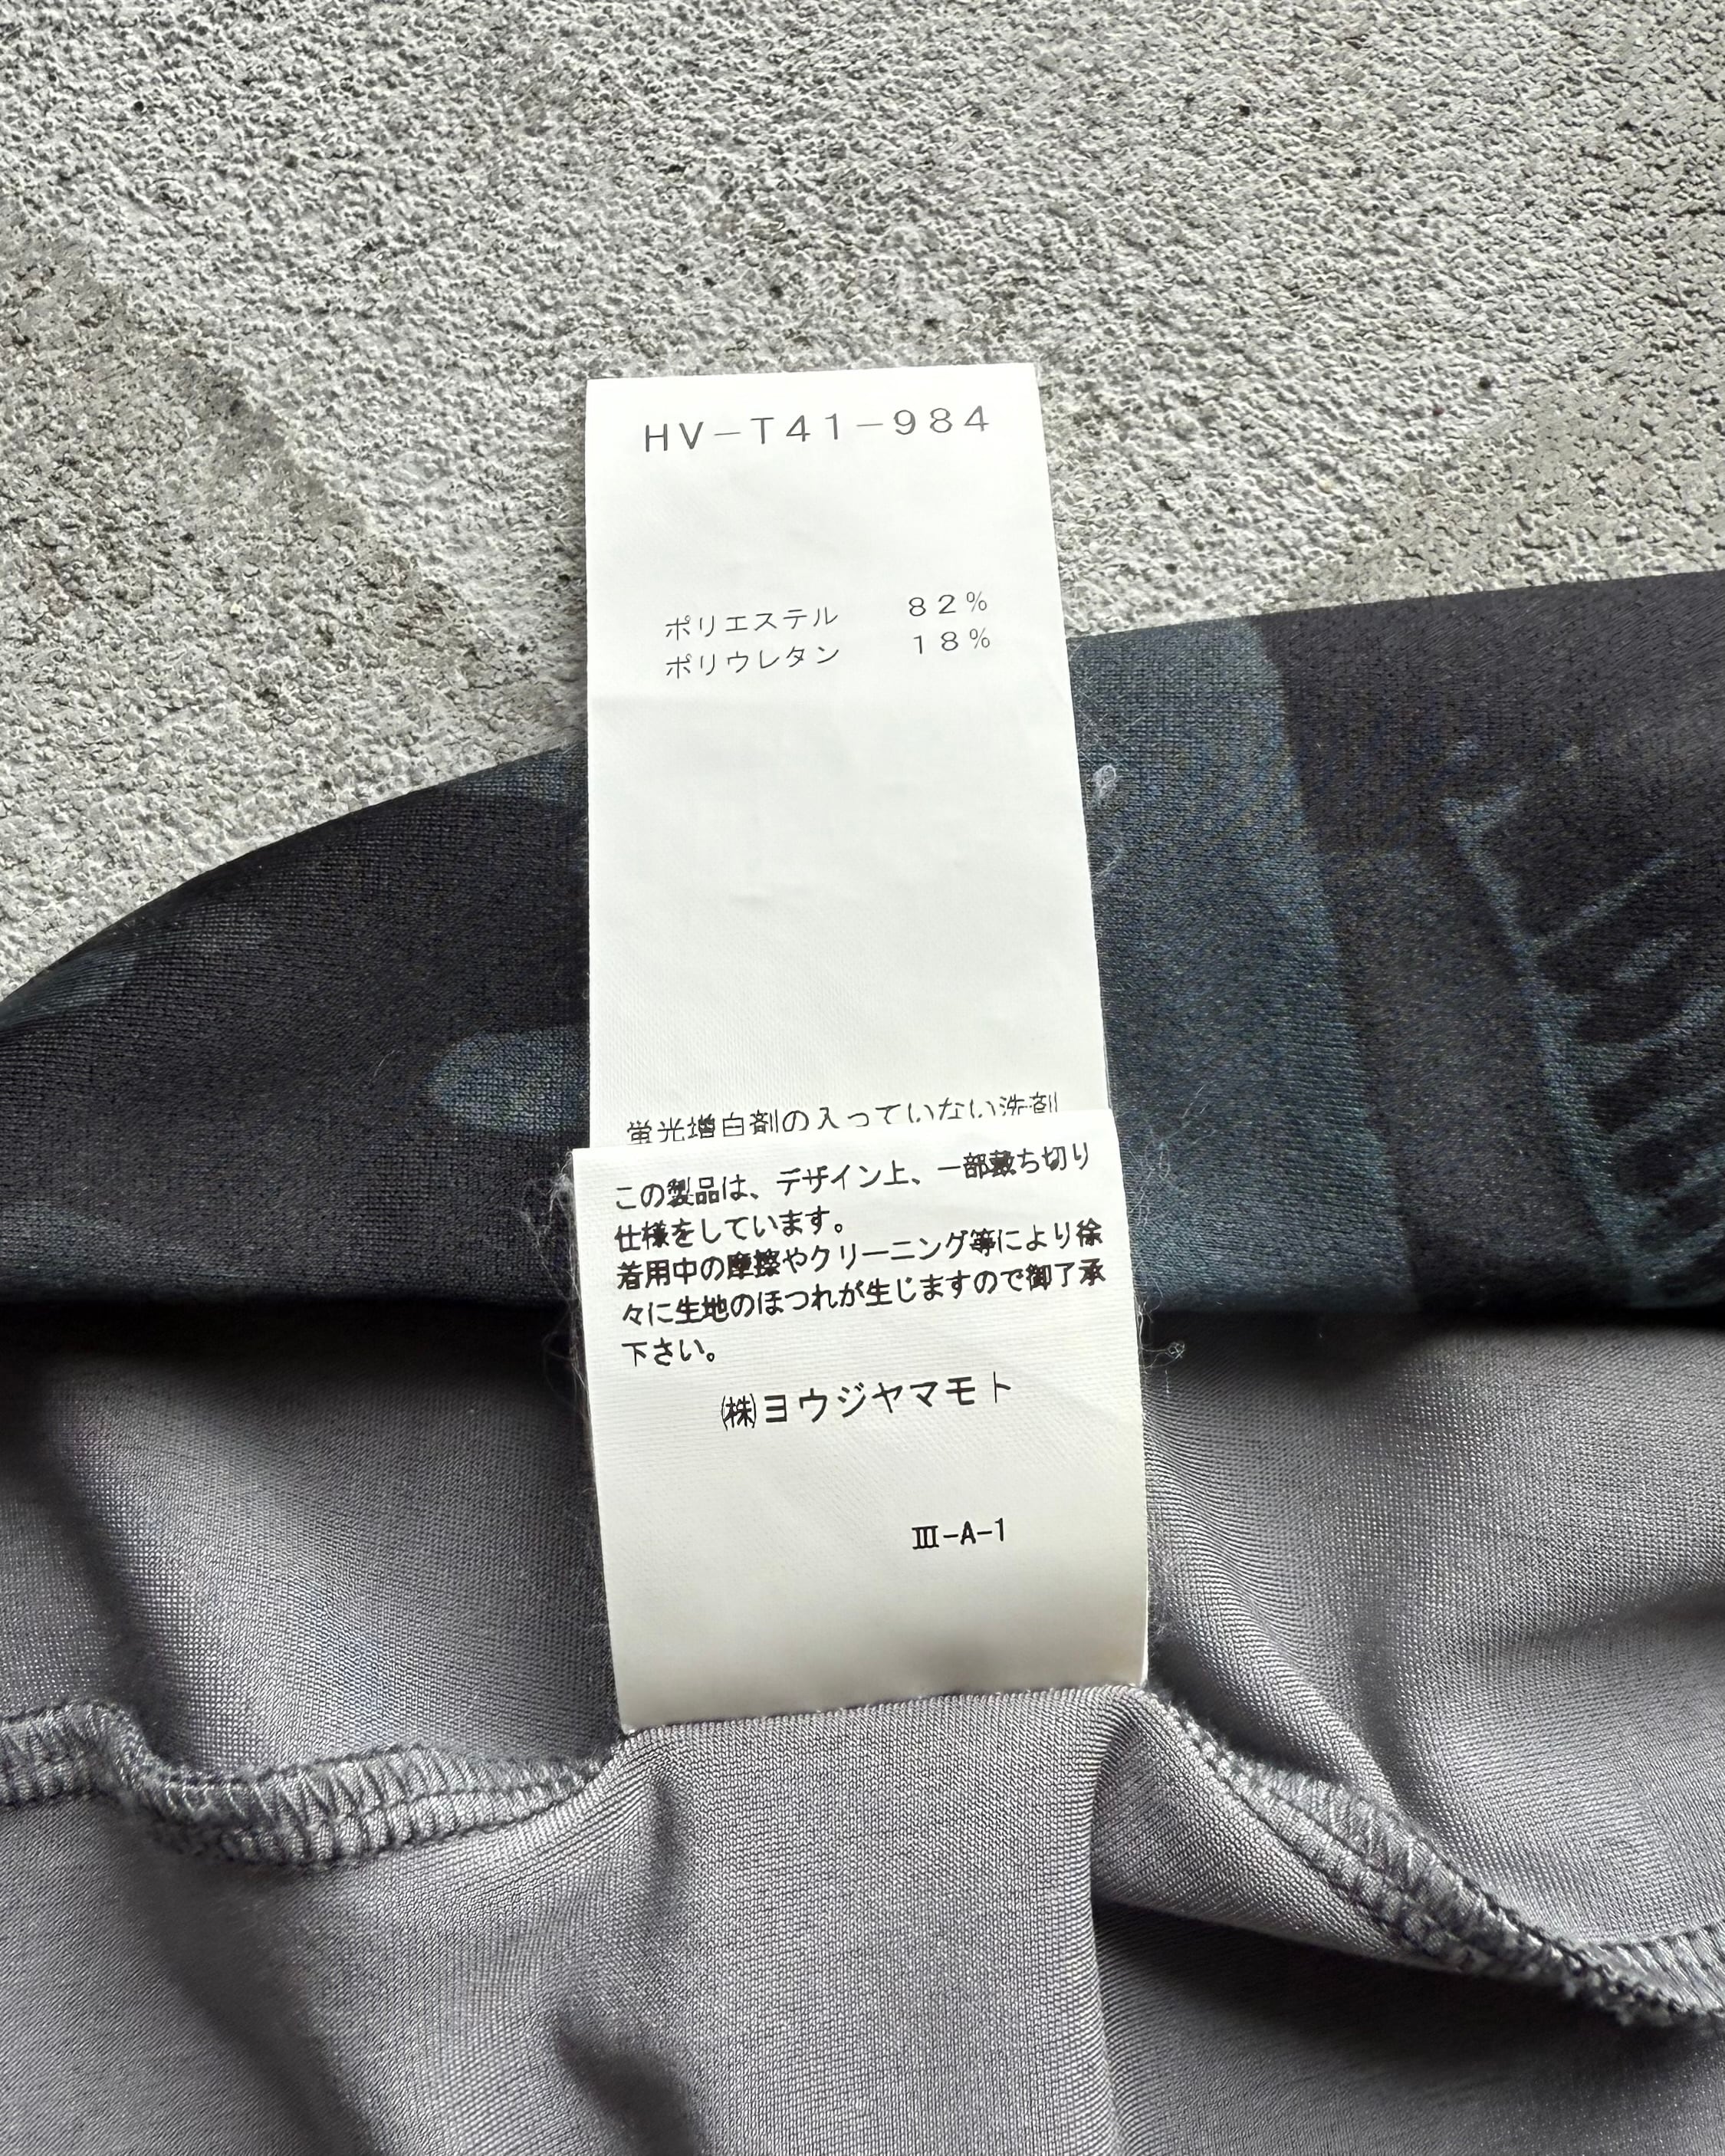 HV-T41-984
ポリエステル 82%
ポリウレタン 18%
蛍光増白剤の入っていない洗剤
この製品は、デザイン上、一部裁ち切り
仕様をしています。
着用中の摩擦やクリーニング等により徐
々に生地のほつれが生じますので御了承
下さい。
㈱ヨウジヤマモト
Ⅲ-A-1